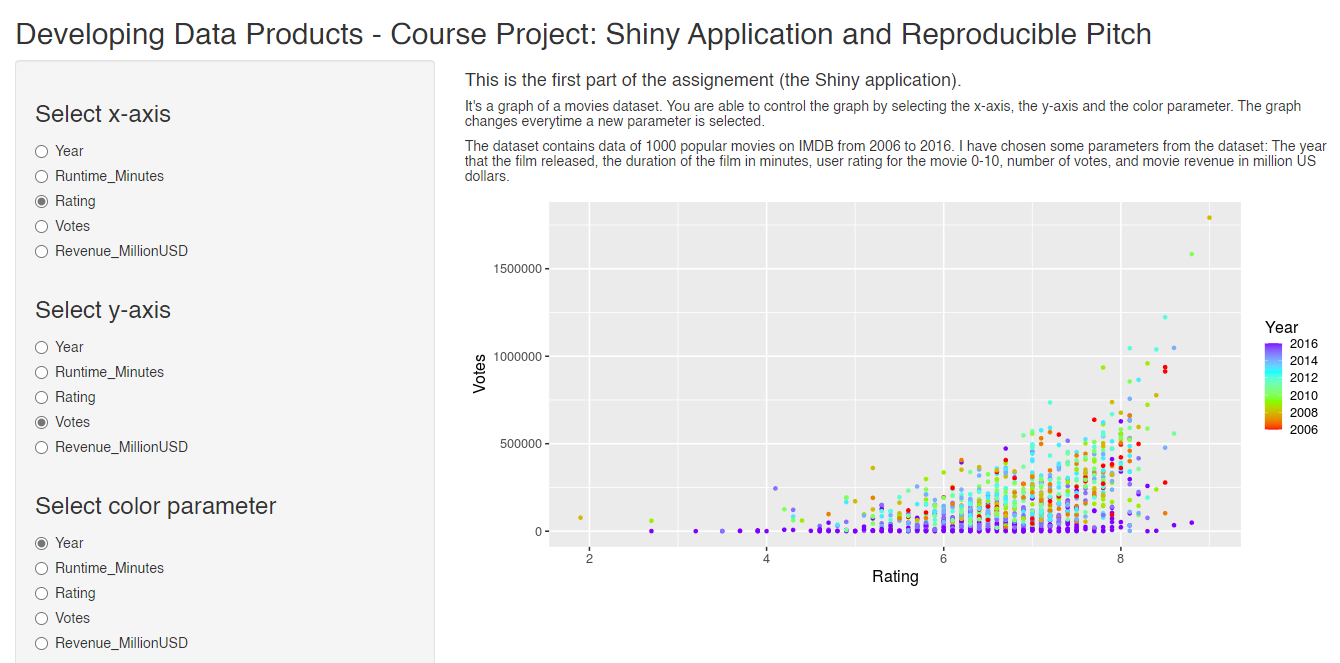 Developing Data Products - Course Project: Shiny Application and Reproducible Pitch
Select x-axis
Year
Runtime_Minutes
Rating
Votes
Revenue_MillionUSD
Select y-axis
Year
Runtime_Minutes
Rating
Votes
Revenue_MillionUSD
Select color parameter
Year
Runtime_Minutes
Rating
Votes
Revenue_MillionUSD
This is the first part of the assignement (the Shiny application).
It's a graph of a movies dataset. You are able to control the graph by selecting the x-axis, the y-axis and the color parameter. The graph
changes everytime a new parameter is selected.
The dataset contains data of 1000 popular movies on IMDB from 2006 to 2016. I have chosen some parameters from the dataset: The year
that the film released, the duration of the film in minutes, user rating for the movie 0-10, number of votes, and movie revenue in million US
dollars.
Votes
1500000
1000000
500000
0
2 4 6 8
Rating
Year
2016
2014
2012
2010
2008
2006